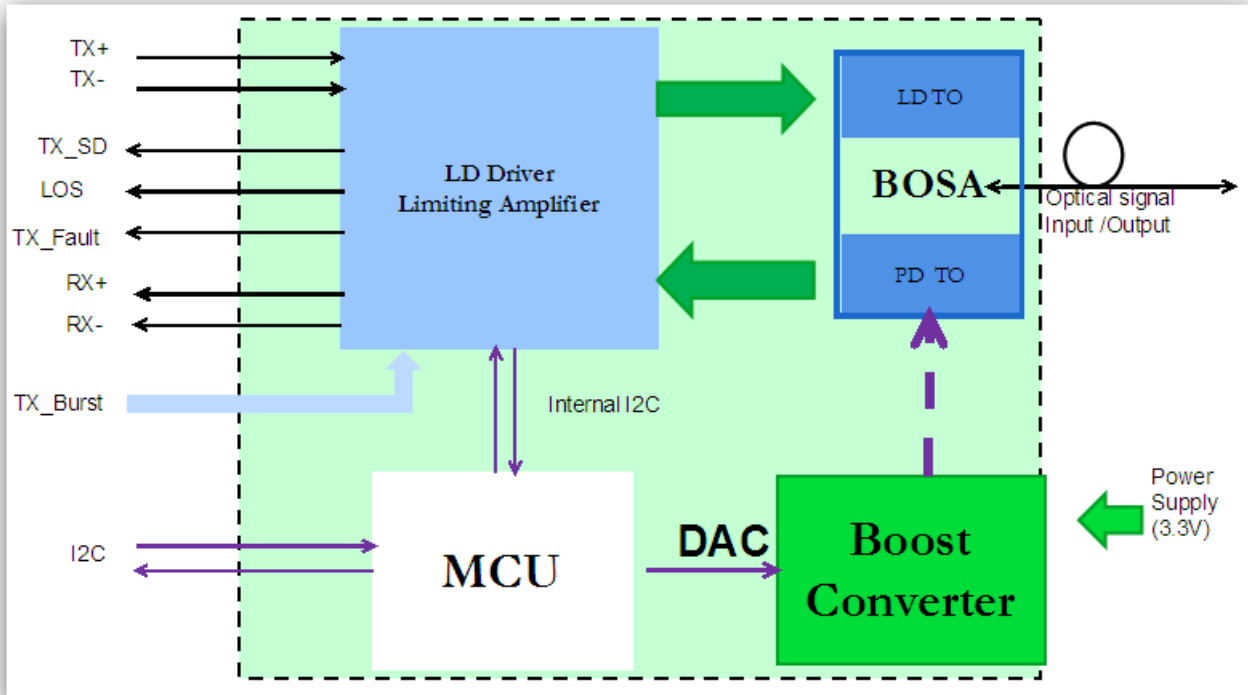 TX+
TX-
TX_SD
LOS
TX_Fault
RX+
RX-
TX_Burst
I2C
LD Driver
Limiting Amplifier
Internal I2C
MCU
DAC
LD TO
BOSA
PD TO
Optical signal
Input /Output
Boost
Converter
Power
Supply
(3.3V)